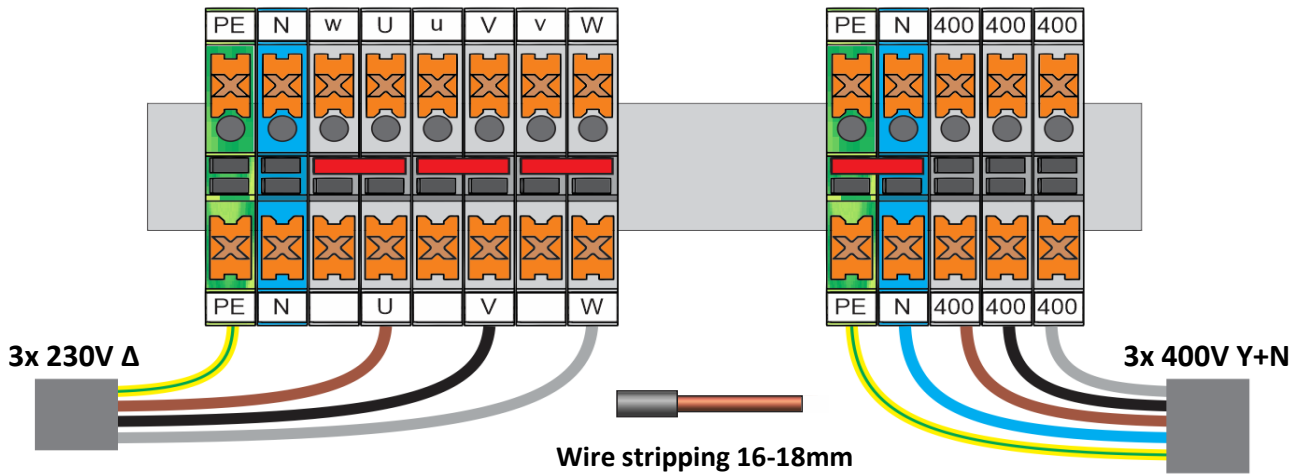 PE N w U u V v W
PE N 400 400 400
PE N U V W
PE N 400 400 400
3x 230V Δ
3x 400V Y+N
Wire stripping 16-18mm